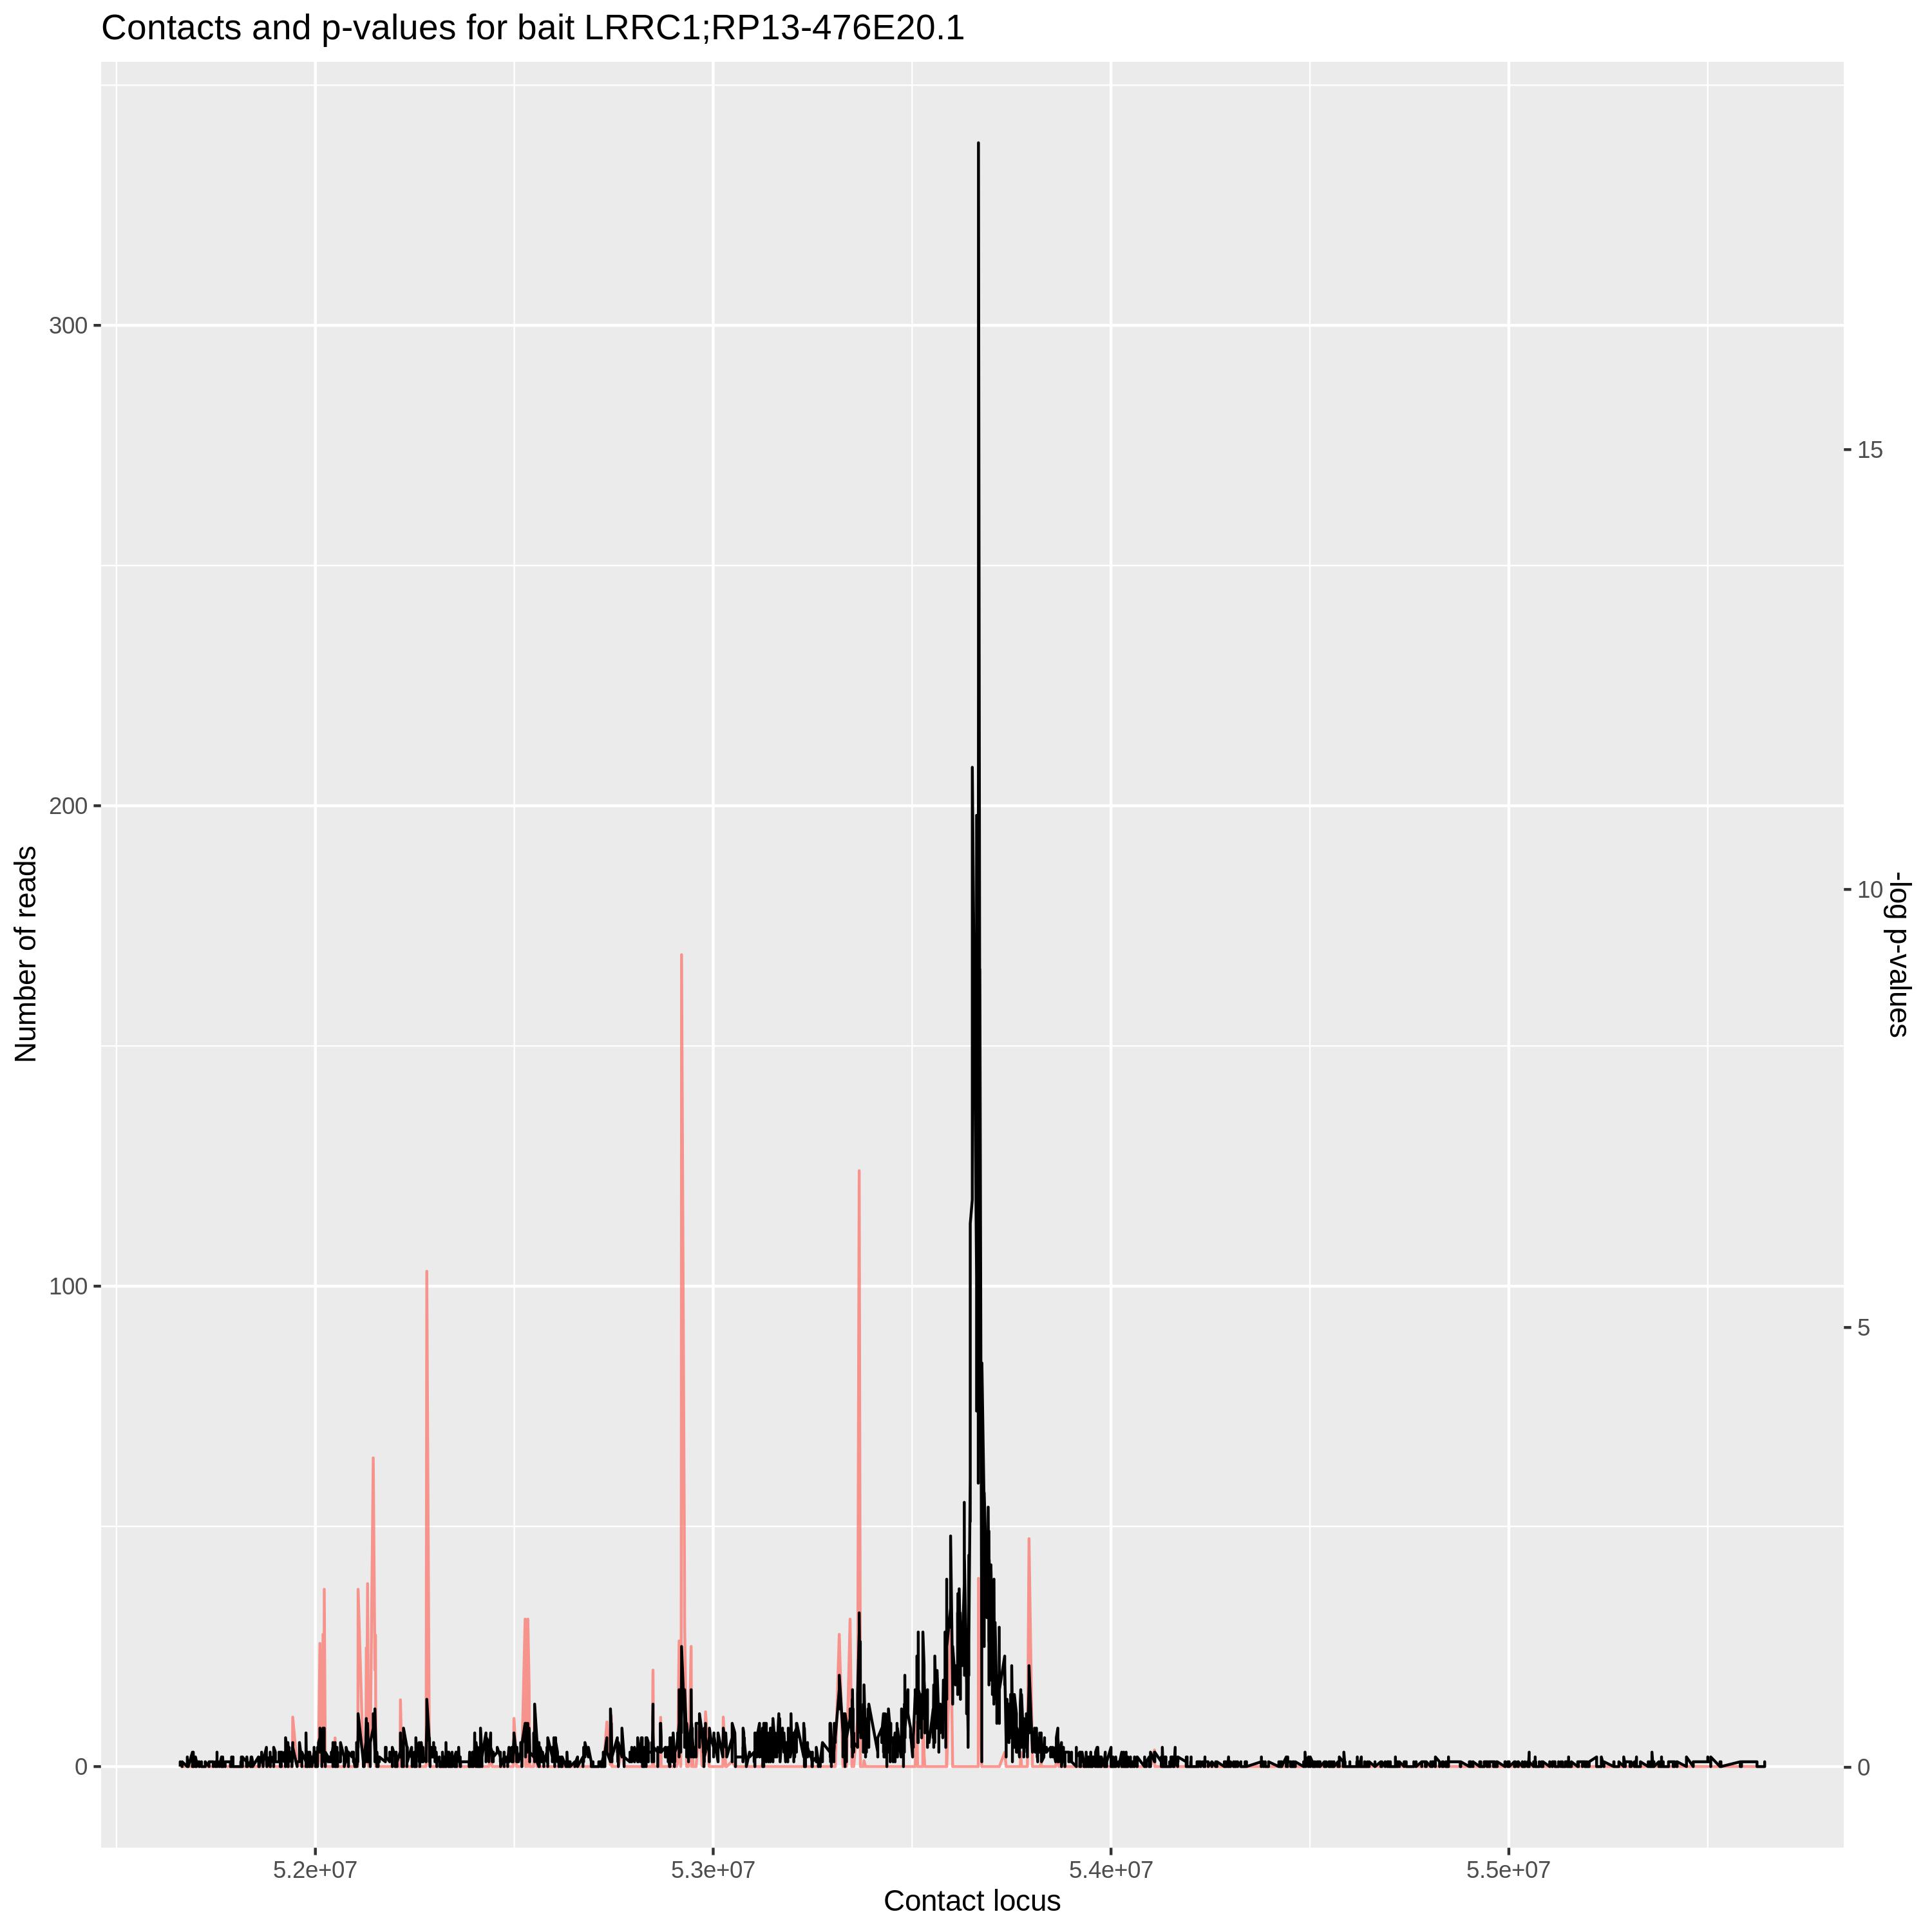 Contacts and p-values for bait LRRC1;RP13-476E20.1
300
200
100
0
Number of reads
15
10
5
0
-log p-values
5.2e+07
5.3e+07
5.4e+07
5.5e+07
Contact locus